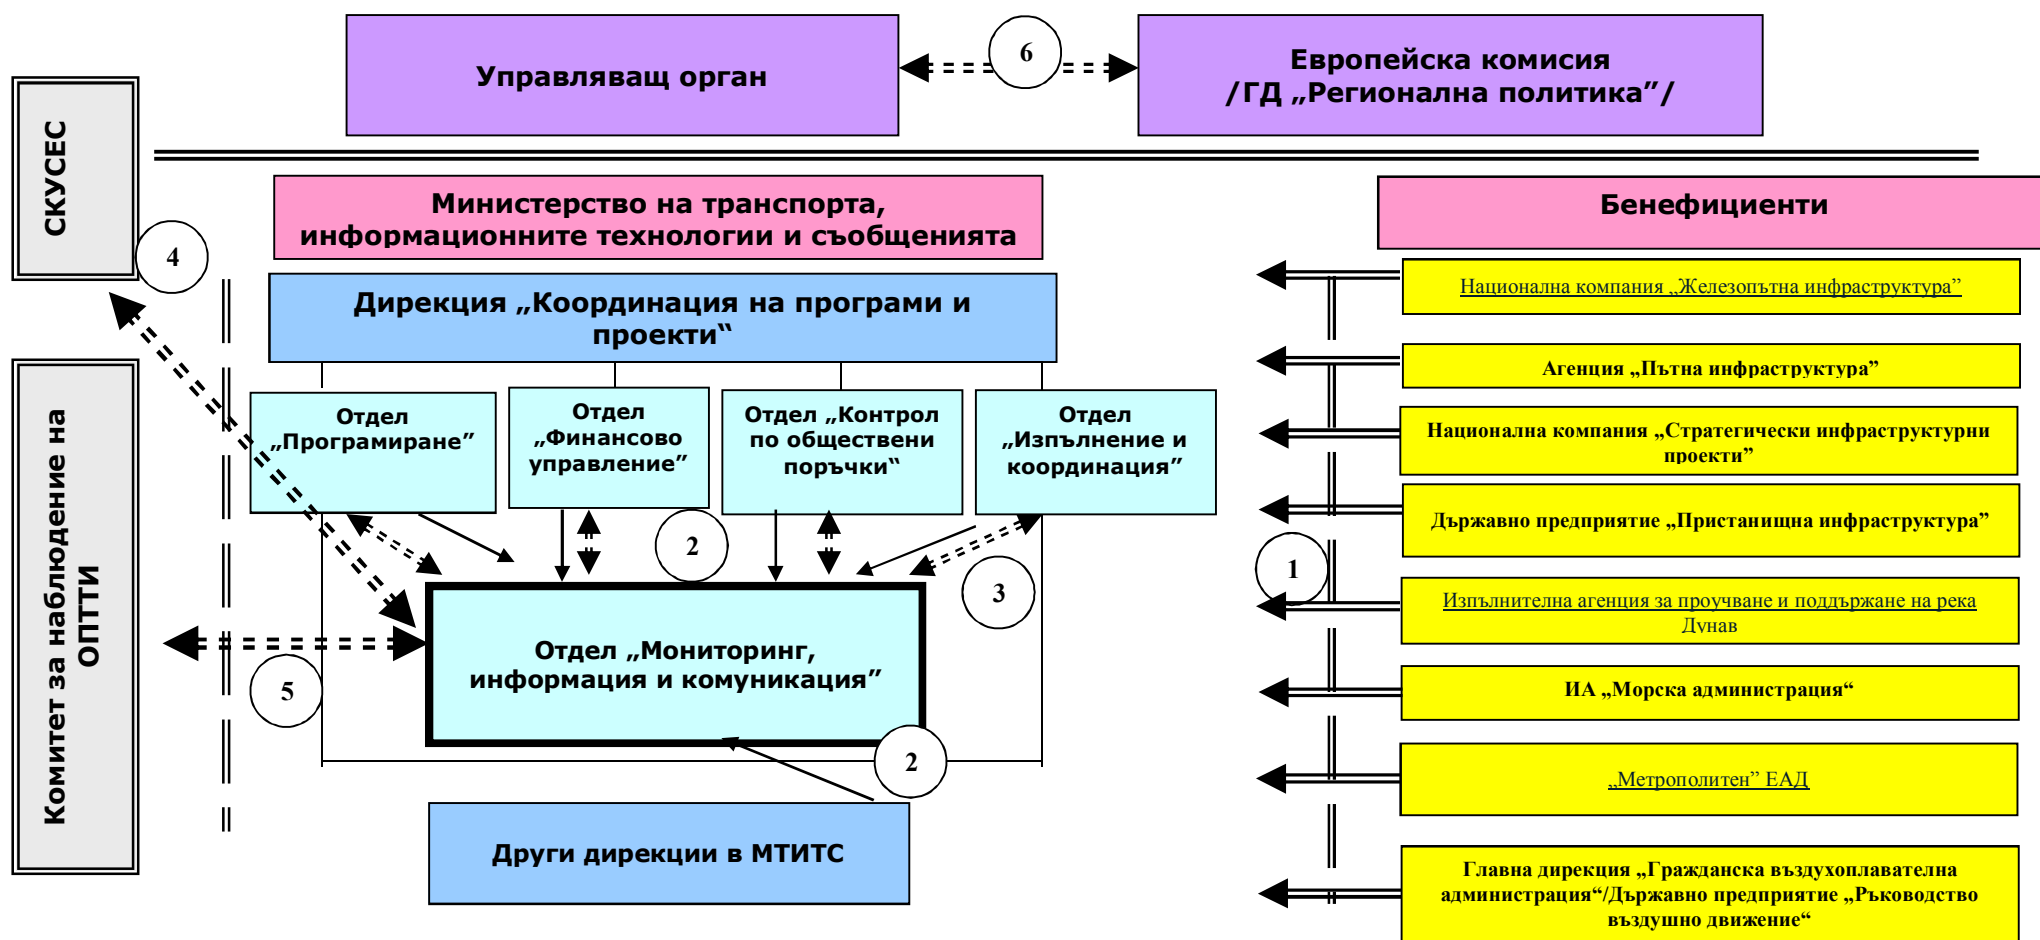 Управляващ орган
6
Европейска комисия
/ГД „Регионална политика”/
СКУСЕС
4
Министерство на транспорта,
информационните технологии и съобщенията
Бенефициенти
Дирекция „Координация на програми и
проекти“
Отдел
„Програмиране”
Отдел
„Финансово
управление”
Отдел „Контрол
по обществени
поръчки“
Отдел
„Изпълнение и
координация”
2
3
Комитет за наблюдение на
ОПТТИ
5
Отдел „Мониторинг,
информация и комуникация”
2
Други дирекции в МТИТС
1
Национална компания „Железопътна инфраструктура”
Агенция „Пътна инфраструктура”
Национална компания „Стратегически инфраструктурни
проекти”
Държавно предприятие „Пристанищна инфраструктура”
Изпълнителна агенция за проучване и поддържане на река
Дунав
ИА „Морска администрация“
„Метрополитен” ЕАД
Главна дирекция „Гражданска въздухоплавателна
администрация“/Държавно предприятие „Ръководство
въздушно движение“